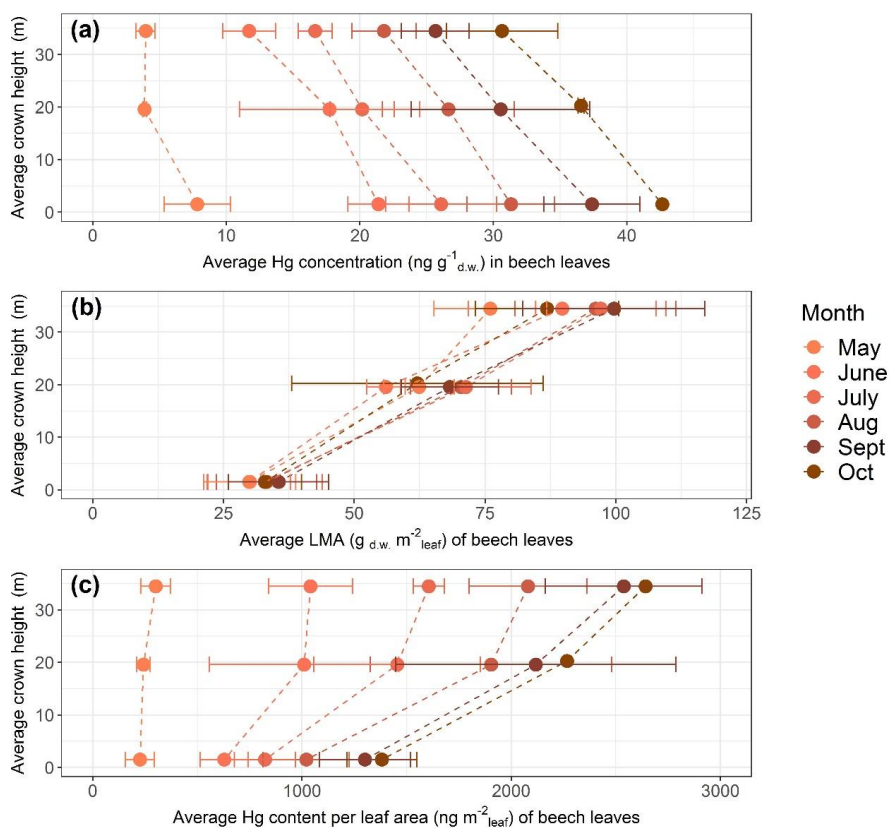 (a)
Average crown height (m)
30
20
10
0
0 10 20 30 40
Average Hg concentration (ng g⁻¹d.w.) in beech leaves
(b)
Average crown height (m)
30
20
10
0
0 25 50 75 100 125
Average LMA (g d.w. m⁻²leaf) of beech leaves
(c)
Average crown height (m)
30
20
10
0
0 1000 2000 3000
Average Hg content per leaf area (ng m⁻²leaf) of beech leaves
Month
May
June
July
Aug
Sept
Oct